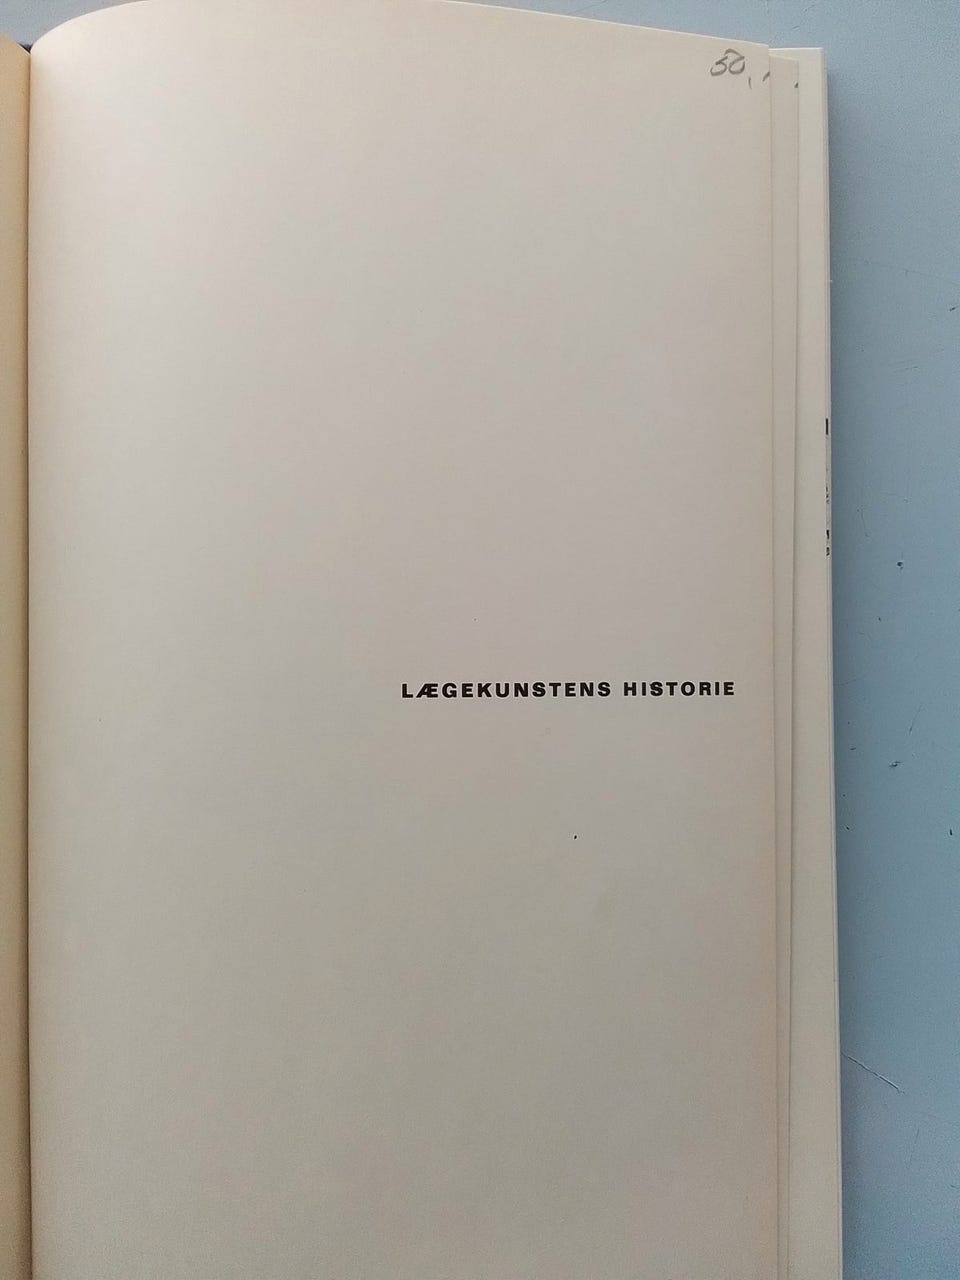 50,
LÆGEKUNSTENS HISTORIE